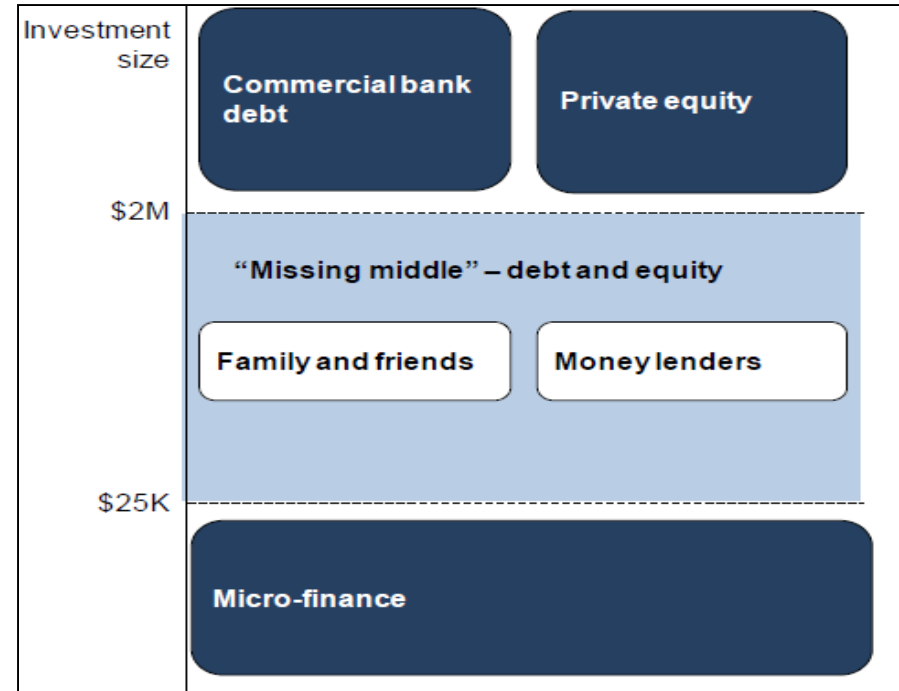 Investment
size
Commercial bank
debt
Private equity
$2M
“Missing middle” – debt and equity
Family and friends
Money lenders
$25K
Micro-finance